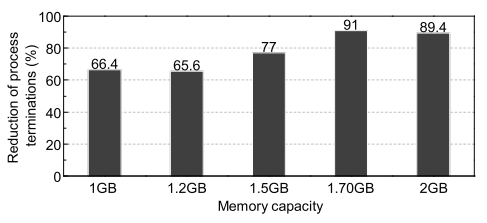 100
80
60
40
20
0
Reduction of process
terminations (%)
66.4
65.6
77
91
89.4
1GB
1.2GB
1.5GB
1.70GB
2GB
Memory capacity